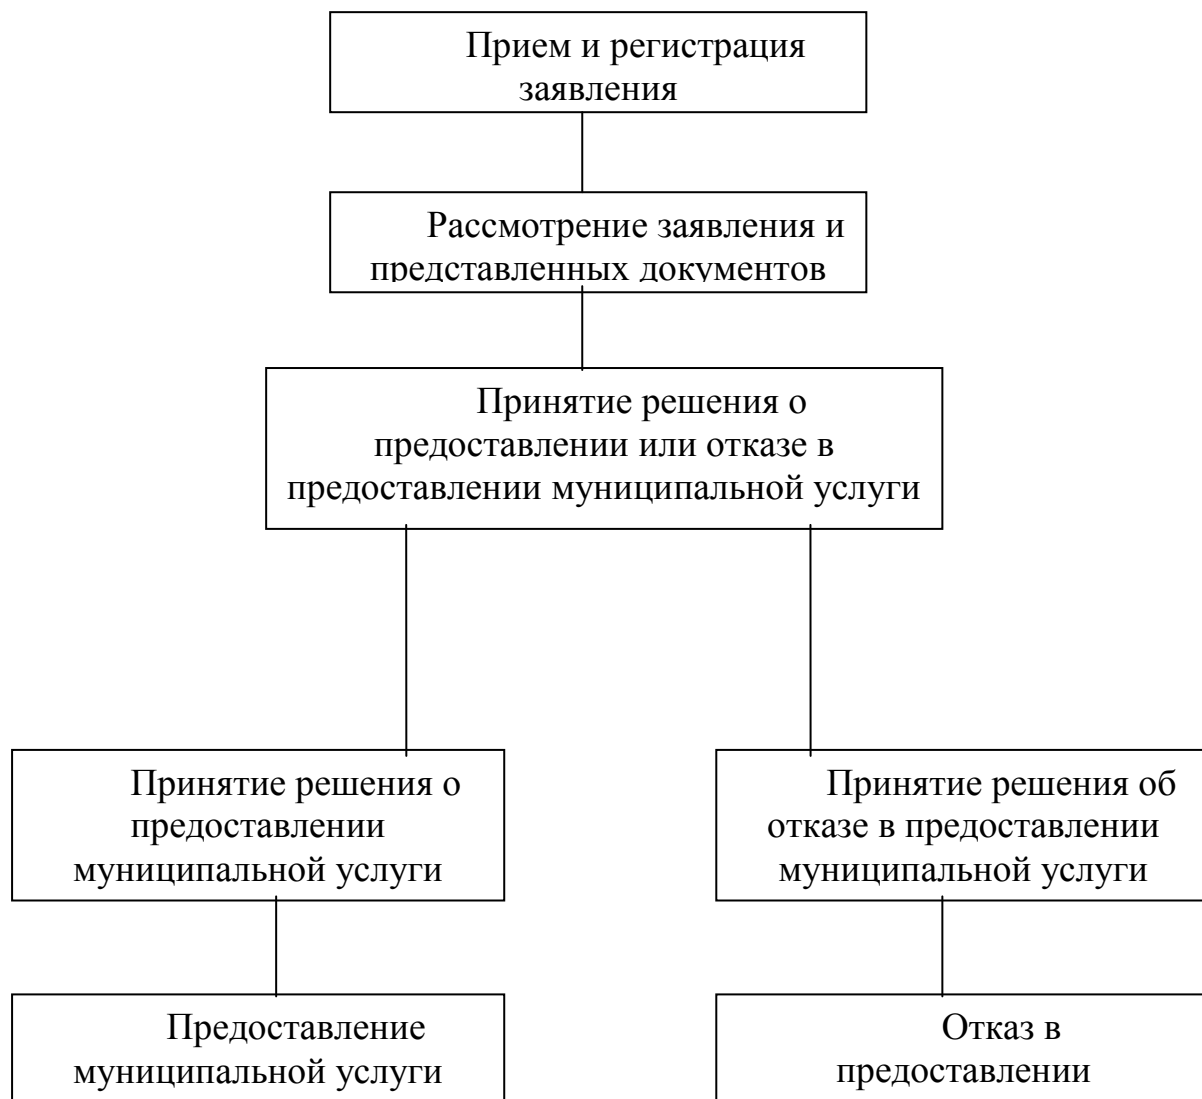 Прием и регистрация
заявления
Рассмотрение заявления и
представленных документов
Принятие решения о
предоставлении или отказе в
предоставлении муниципальной услуги
Принятие решения о
предоставлении
муниципальной услуги
Принятие решения об
отказе в предоставлении
муниципальной услуги
Предоставление
муниципальной услуги
Отказ в
предоставлении